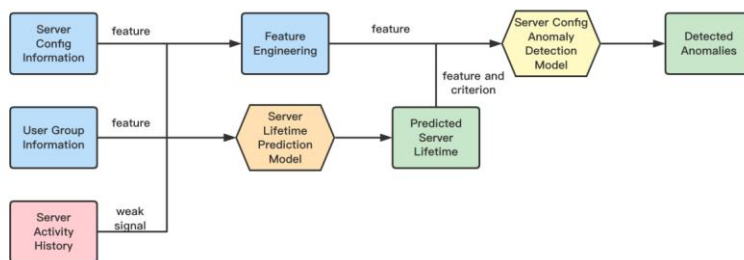 Server
Config
Information
feature
Feature
Engineering
feature
Server Config
Anomaly
Detection
Model
Detected
Anomalies
feature and
criterion
User Group
Information
feature
Server
Lifetime
Prediction
Model
Predicted
Server
Lifetime
Server
Activity
History
weak
signal